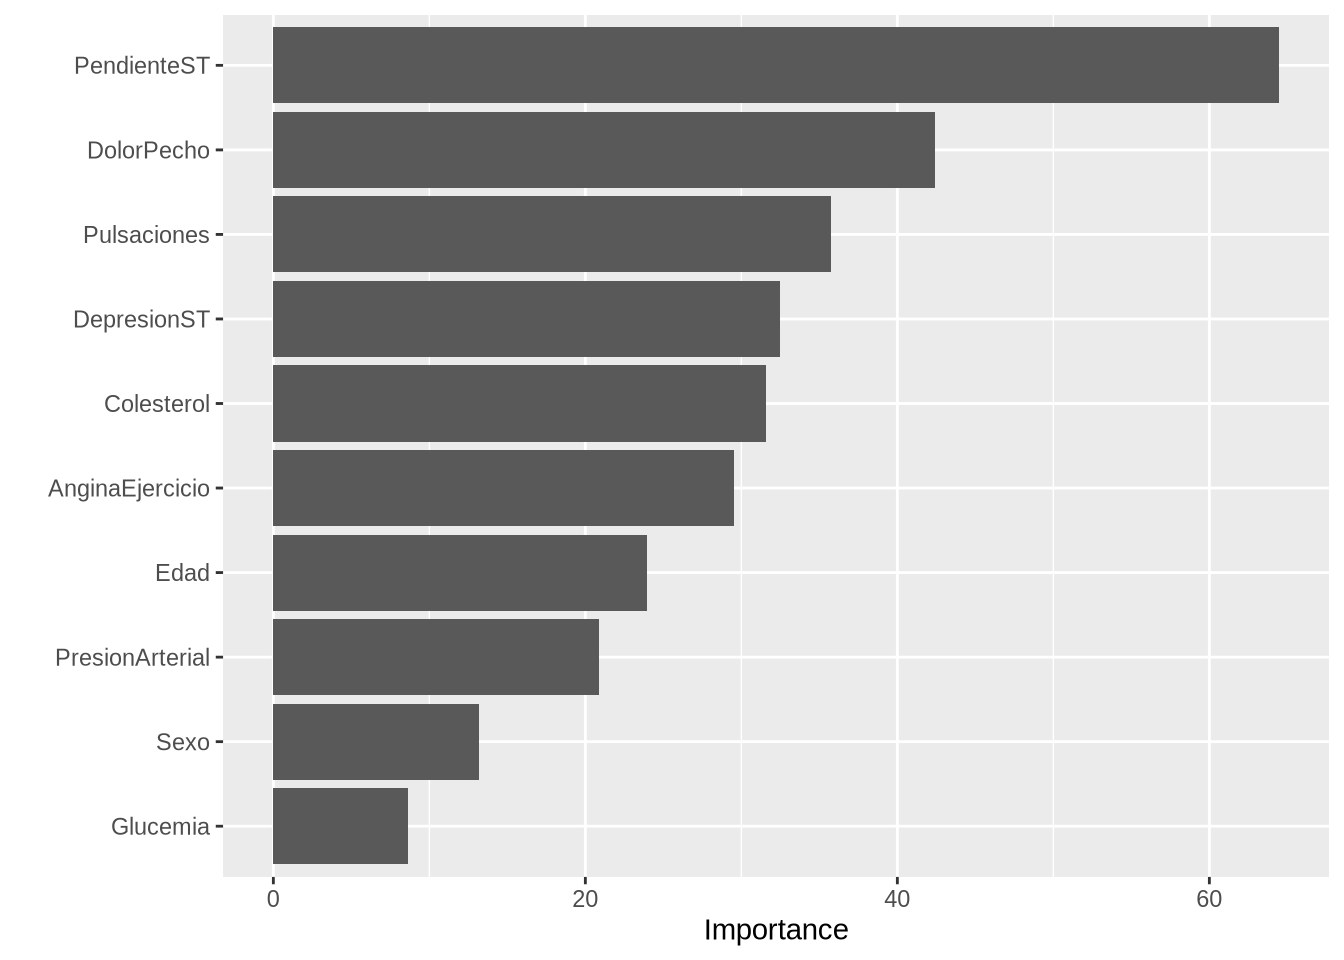 PendienteST
DolorPecho
Pulsaciones
DepresionST
Colesterol
AnginaEjercicio
Edad
PresionArterial
Sexo
Glucemia
0 20 40 60
Importance